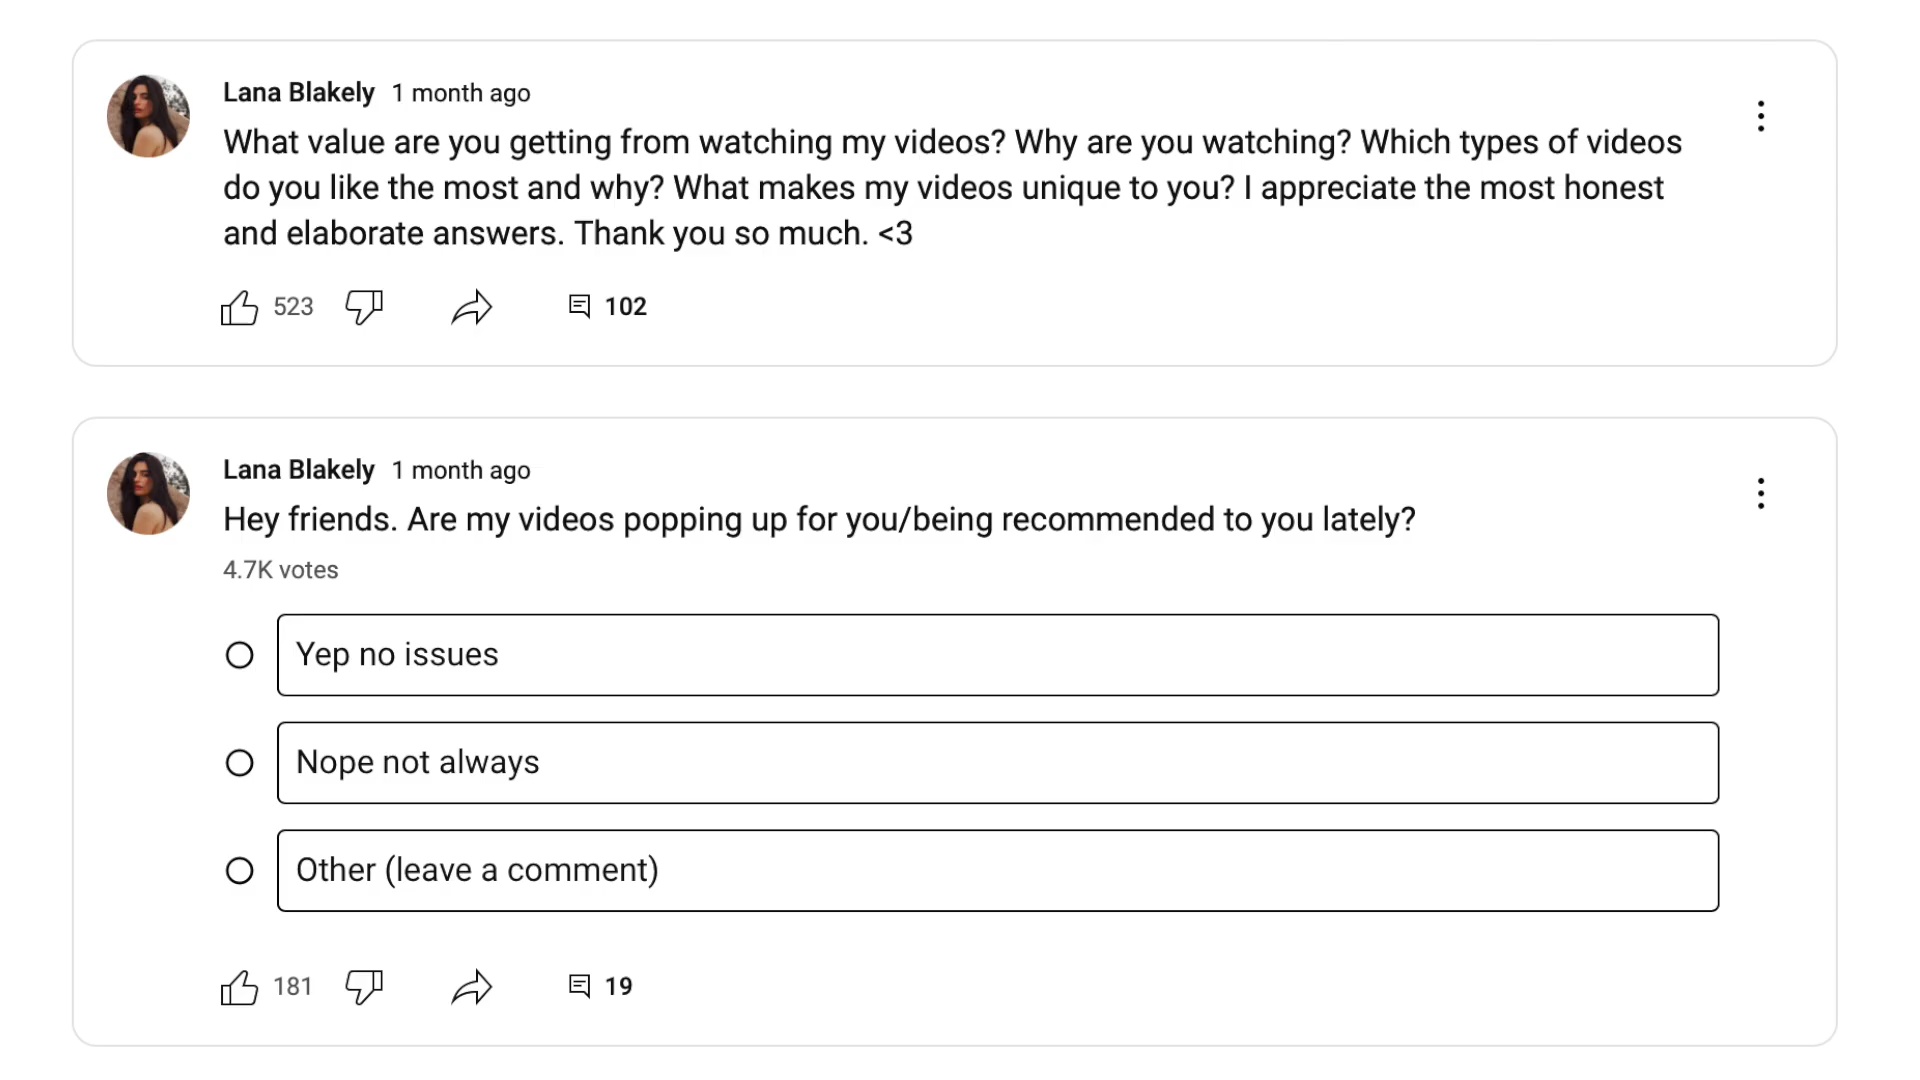 Lana Blakely 1 month ago
What value are you getting from watching my videos? Why are you watching? Which types of videos
do you like the most and why? What makes my videos unique to you? I appreciate the most honest
and elaborate answers. Thank you so much. <3
523 102
Lana Blakely 1 month ago
Hey friends. Are my videos popping up for you/being recommended to you lately?
4.7K votes
Yep no issues
Nope not always
Other (leave a comment)
181 19